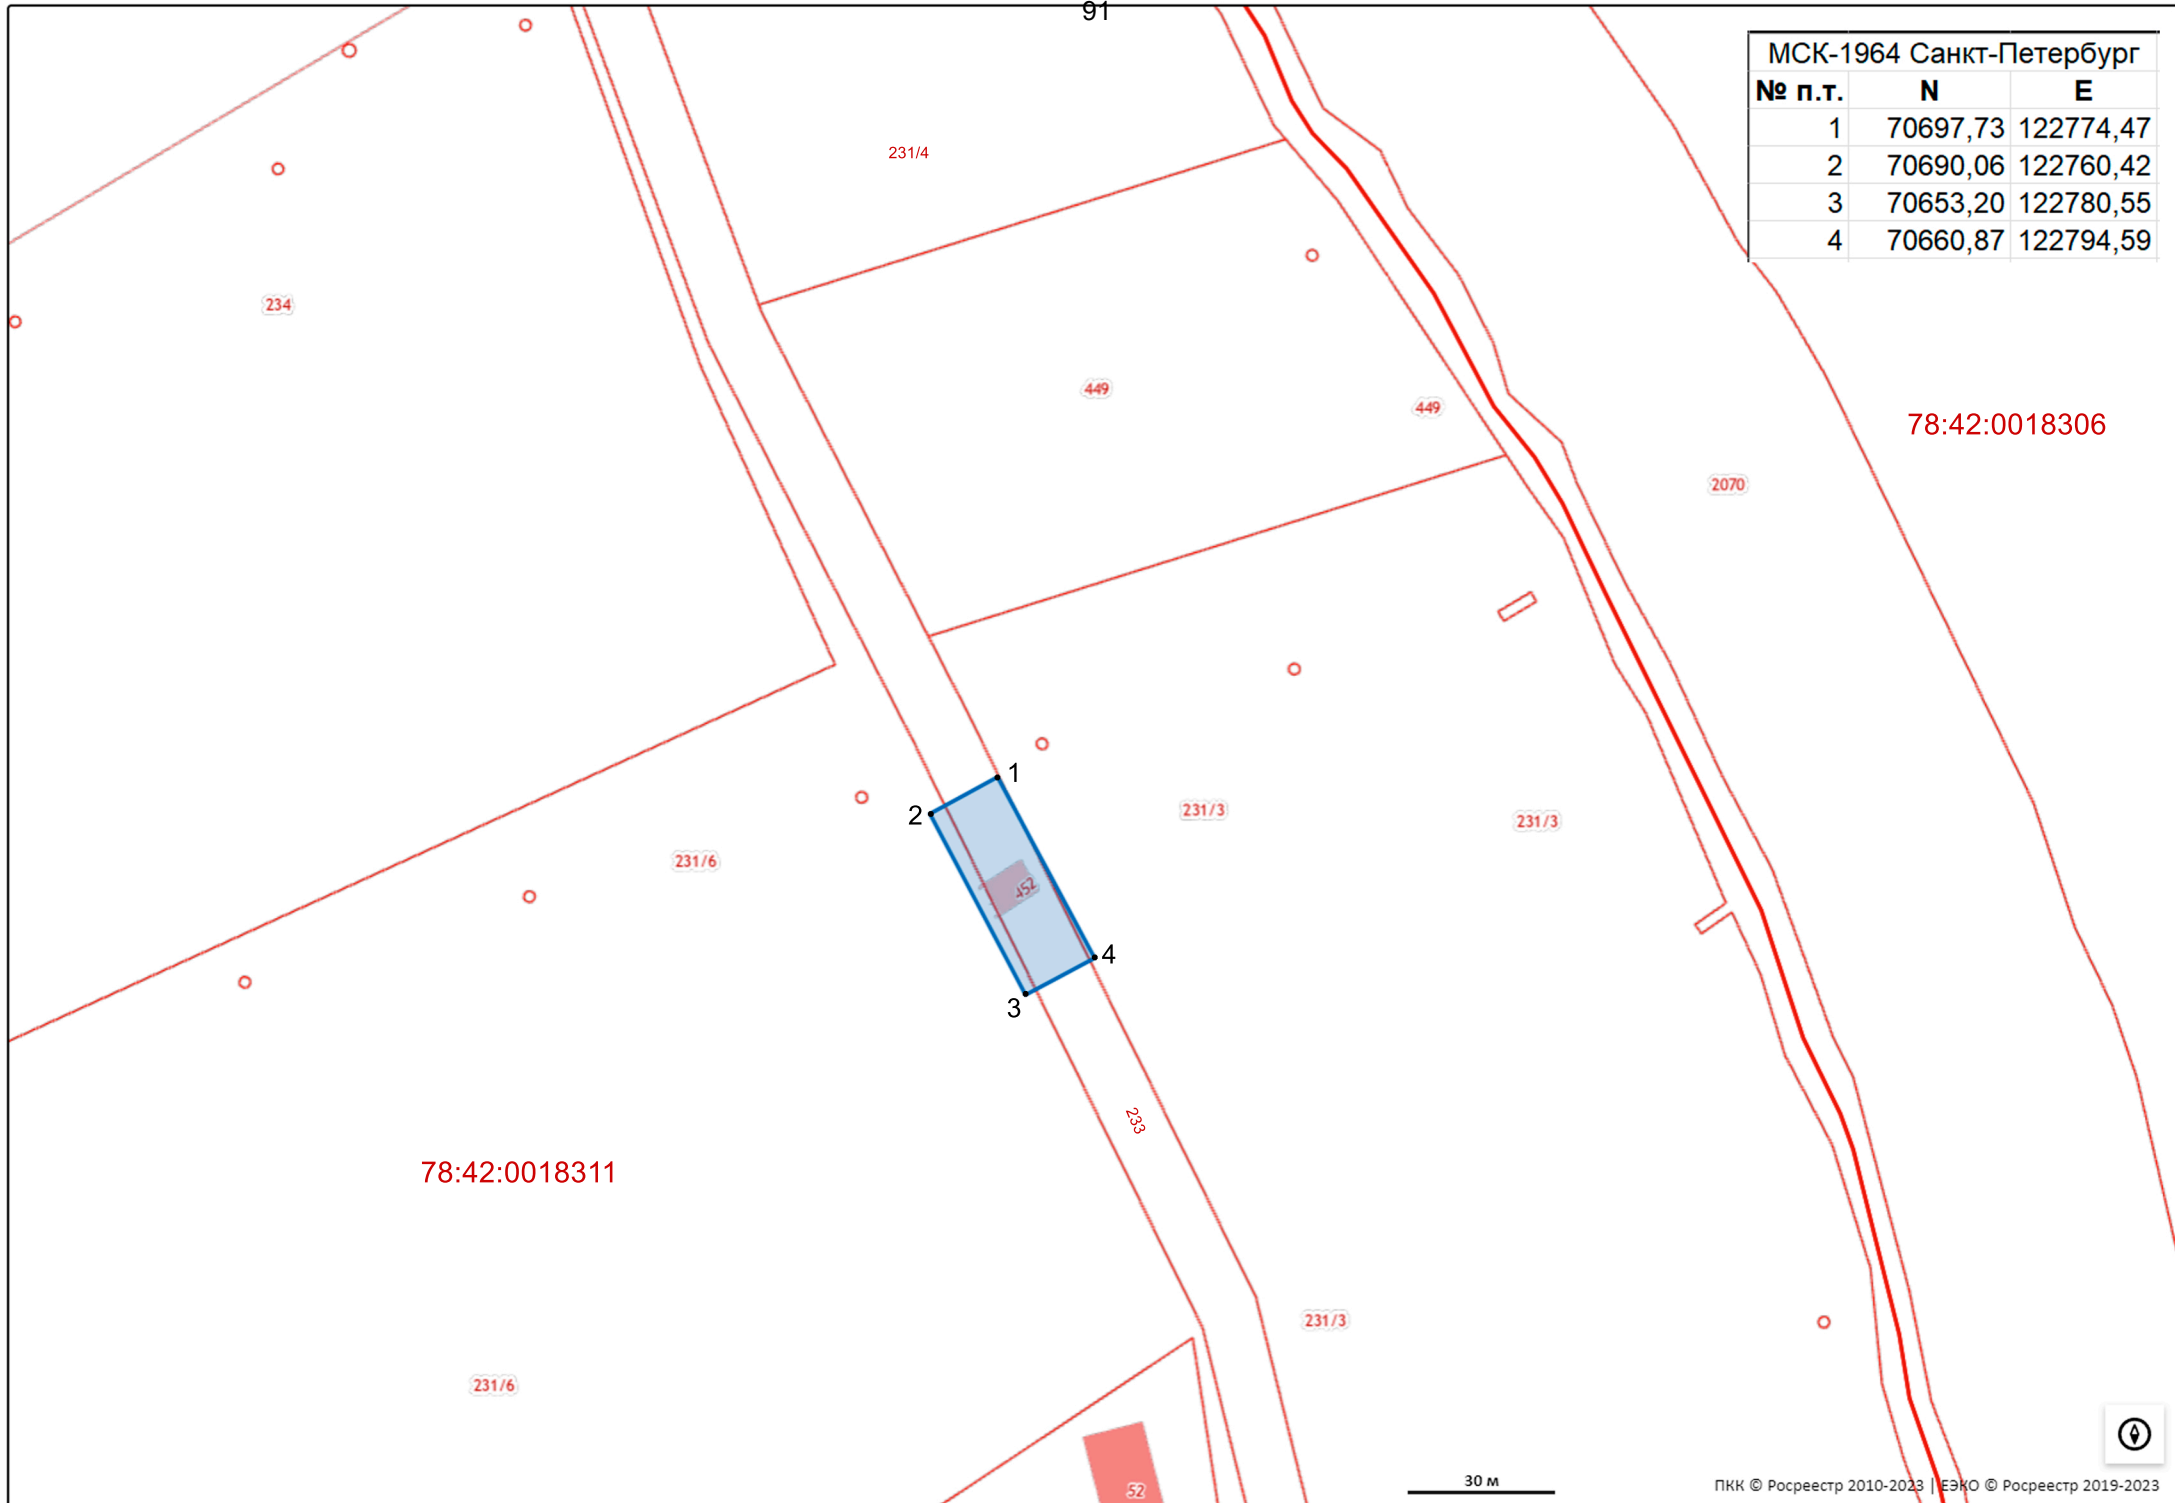 91
МСК-1964 Санкт-Петербург
№ п.т. N E
1 70697,73 122774,47
2 70690,06 122760,42
3 70653,20 122780,55
4 70660,87 122794,59
231/4
234
449
449
78:42:0018306
2070
1
2
231/3
231/3
231/6
452
4
3
233
78:42:0018311
231/3
231/6
30 м
52
ПКК © Росреестр 2010-2023 | ЕЭКО © Росреестр 2019-2023